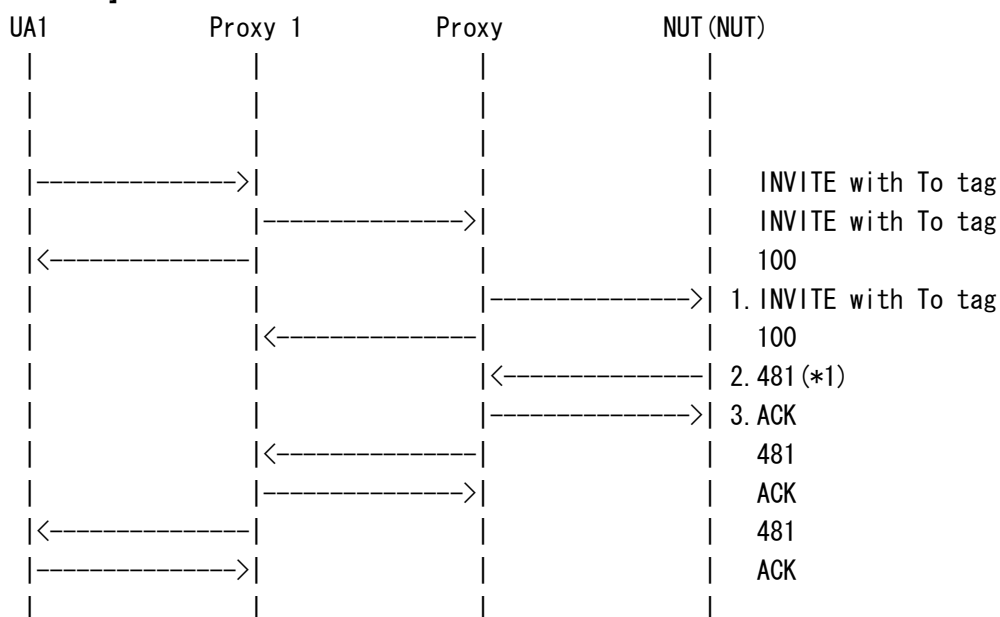 UA1 Proxy 1 Proxy NUT(NUT)
INVITE with To tag
INVITE with To tag
100
1.INVITE with To tag
100
2.481(*1)
3.ACK
481
ACK
481
ACK